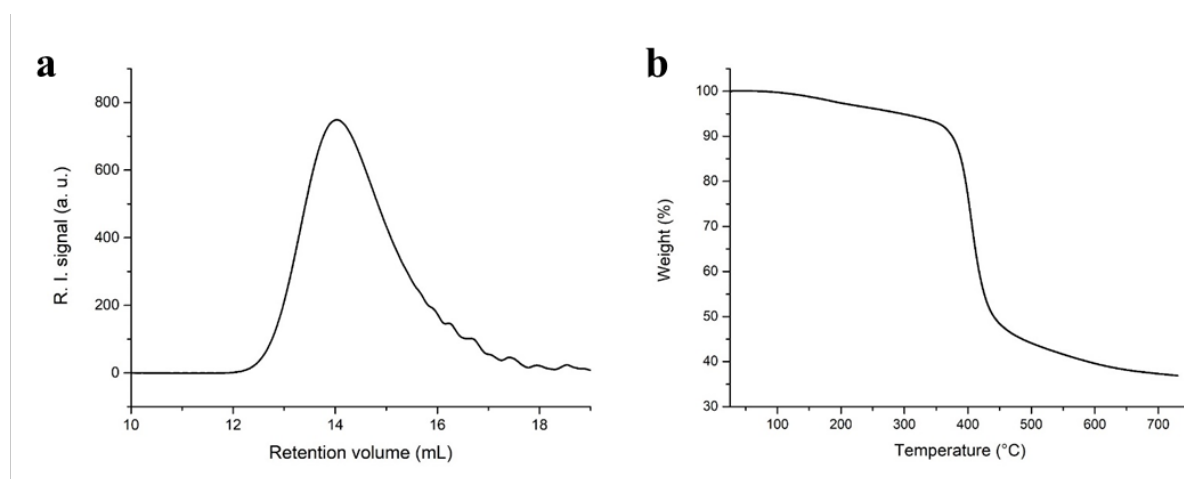 a
800
600
400
200
0
R. I. signal (a. u.)
10 12 14 16 18
Retention volume (mL)
b
100
90
80
70
60
50
40
30
Weight (%)
100 200 300 400 500 600 700
Temperature (°C)